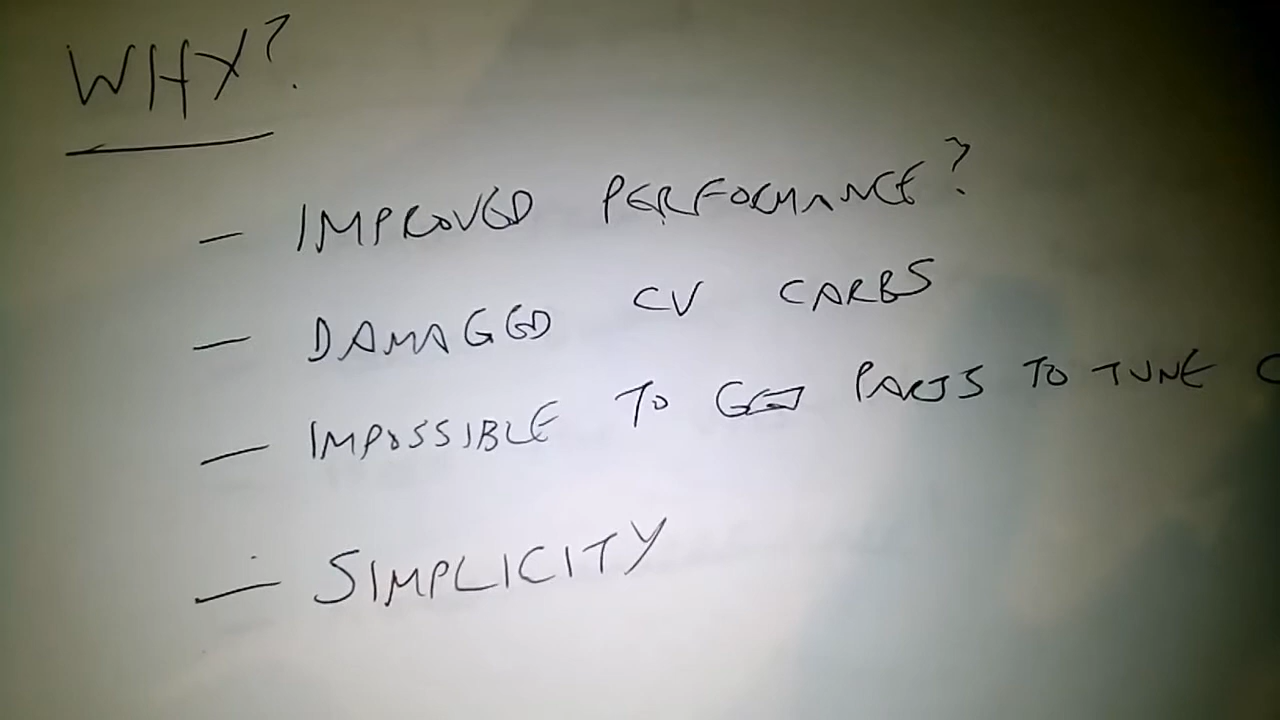 WHY?
- IMPROVED PERFORMANCE?
- DAMAGED CV CARBS
- IMPOSSIBLE TO GET PARTS TO TUNE
- SIMPLICITY